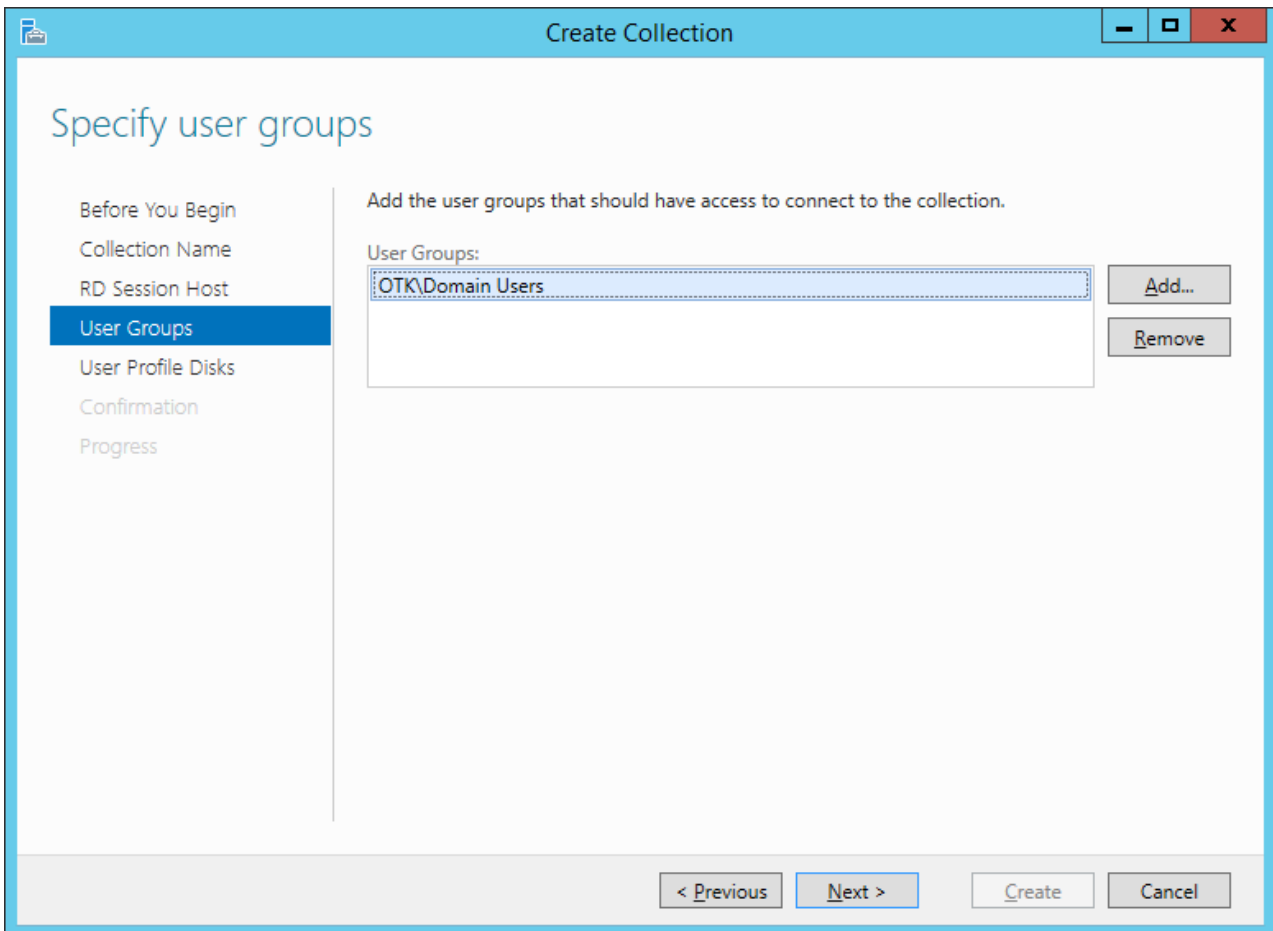 Create Collection
Specify user groups
Before You Begin
Collection Name
RD Session Host
User Groups
User Profile Disks
Confirmation
Progress
Add the user groups that should have access to connect to the collection.
User Groups:
OTK\Domain Users
Add...
Remove
< Previous
Next >
Create
Cancel